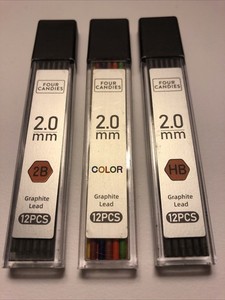 FOUR
CANDIES
2.0
mm
2B
Graphite
Lead
12PCS
FOUR
CANDIES
2.0
mm
COLOR
Graphite
Lead
12PCS
FOUR
CANDIES
2.0
mm
HB
Graphite
Lead
12PCS